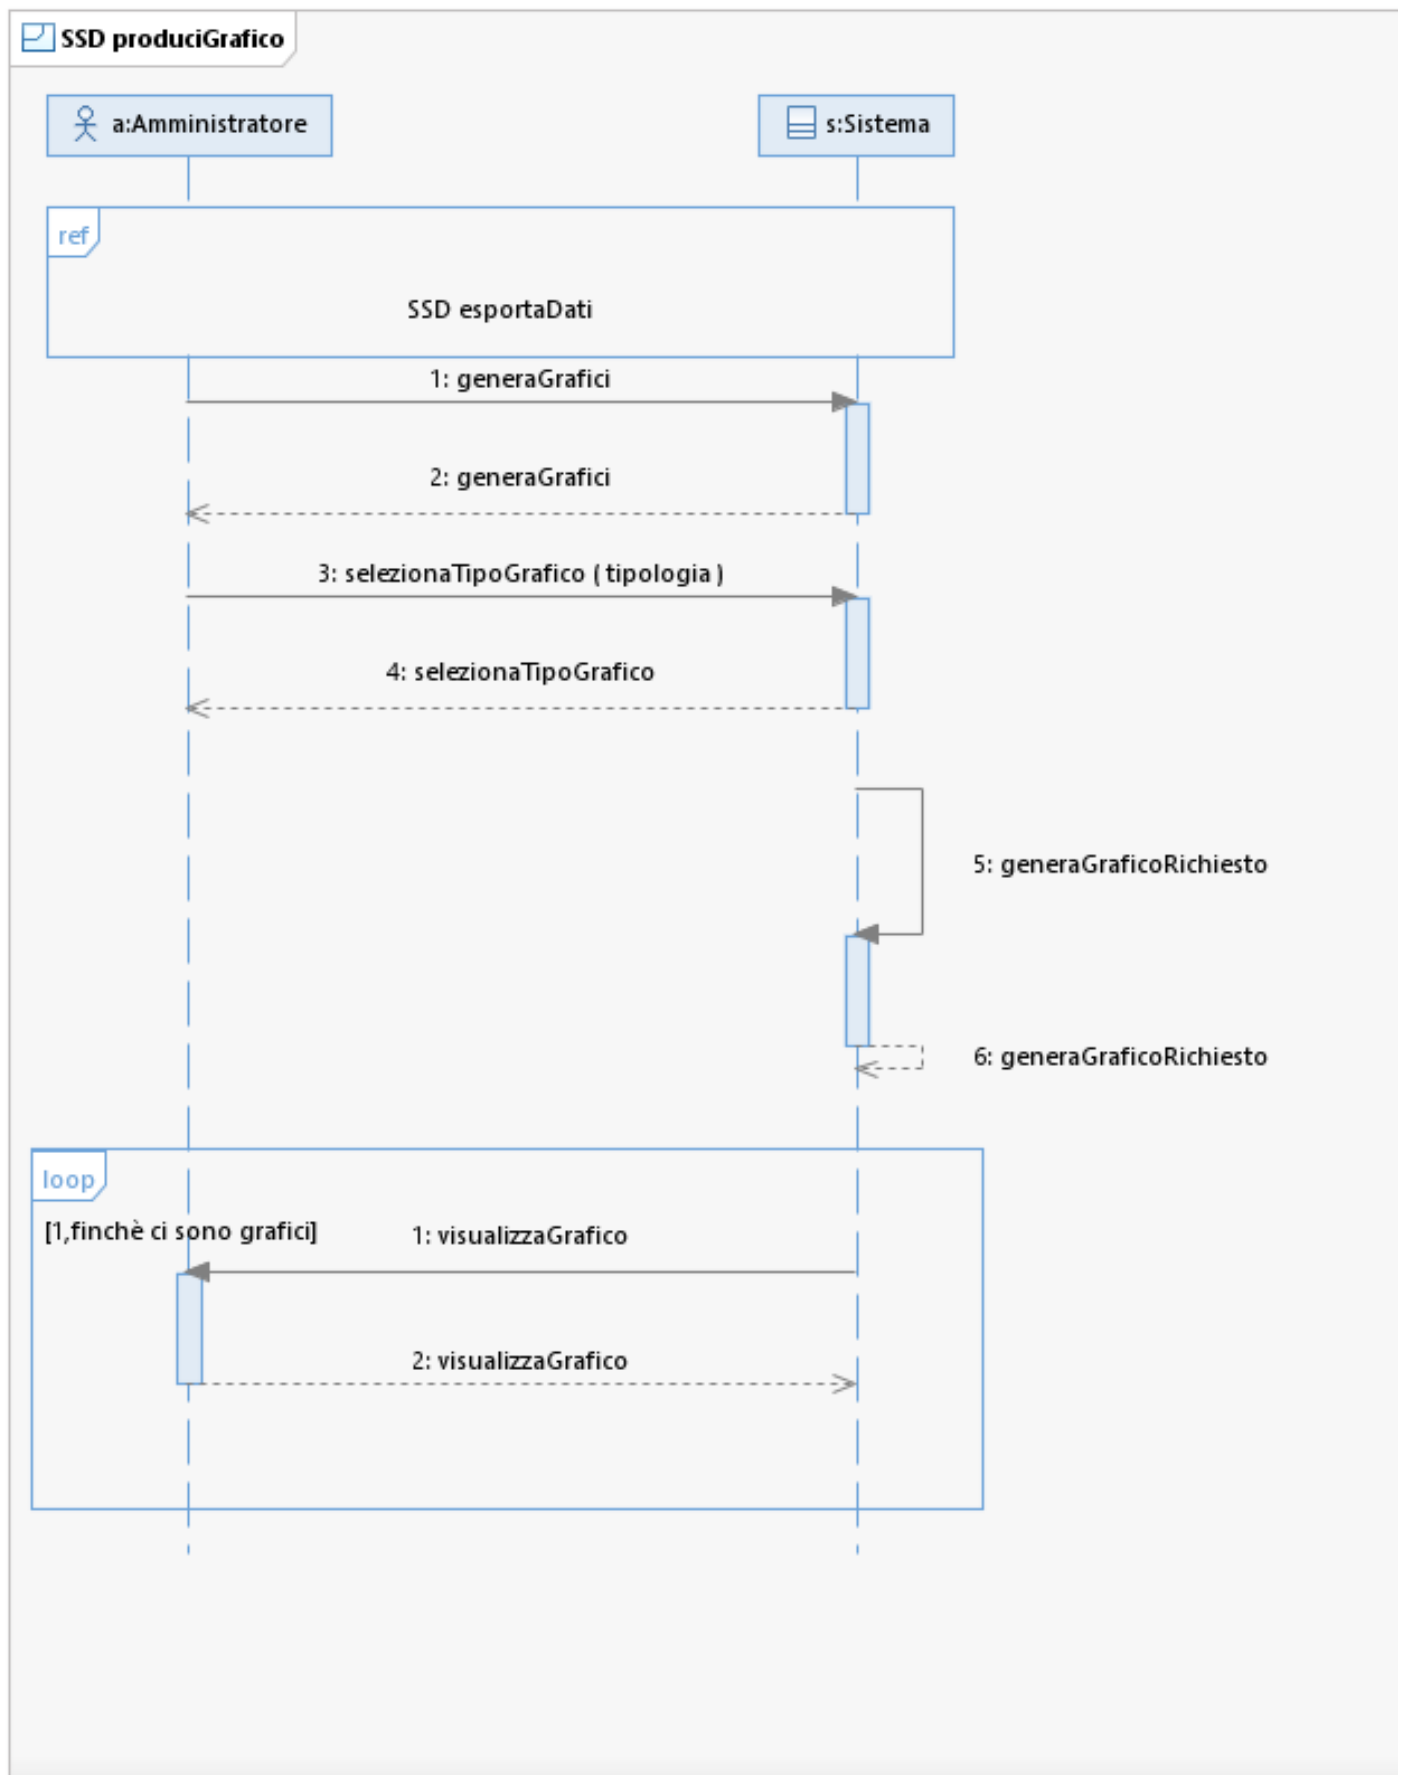 SSD produciGrafico
a:Amministratore
s:Sistema
ref
SSD esportaDati
1: generaGrafici
2: generaGrafici
3: selezionaTipoGrafico ( tipologia )
4: selezionaTipoGrafico
5: generaGraficoRichiesto
6: generaGraficoRichiesto
loop
[1,finchè ci sono grafici]
1: visualizzaGrafico
2: visualizzaGrafico